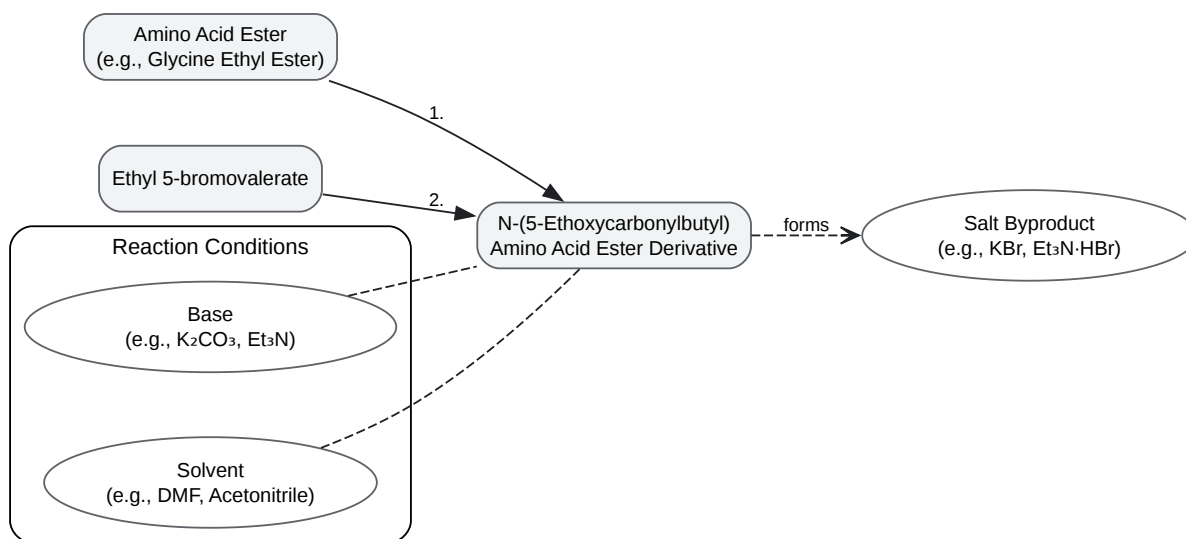 Amino Acid Ester
(e.g., Glycine Ethyl Ester)
1.
Ethyl 5-bromovalerate
2.
N-(5-Ethoxycarbonylbutyl)
Amino Acid Ester Derivative
forms
Salt Byproduct
(e.g., KBr, Et₃N·HBr)
Reaction Conditions
Base
(e.g., K₂CO₃, Et₃N)
Solvent
(e.g., DMF, Acetonitrile)